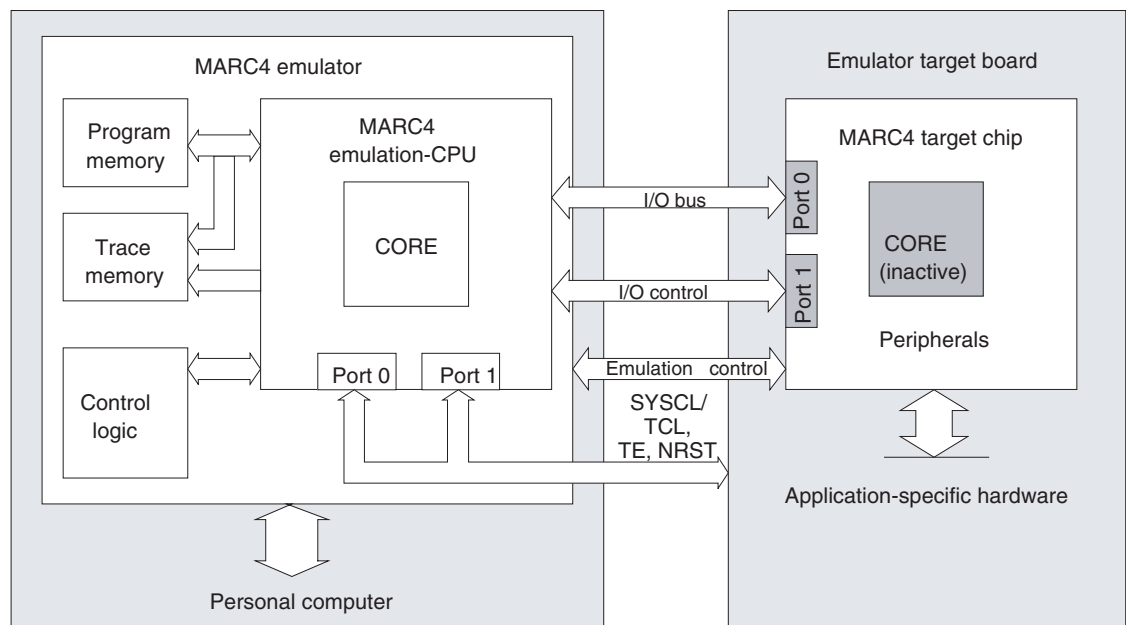 MARC4 emulator
Program
memory
Trace
memory
Control
logic
MARC4
emulation-CPU
CORE
Port 0
Port 1
Personal computer
I/O bus
I/O control
Emulation control
SYSCL/
TCL,
TE, NRST
Emulator target board
MARC4 target chip
Port 0
Port 1
CORE
(inactive)
Peripherals
Application-specific hardware